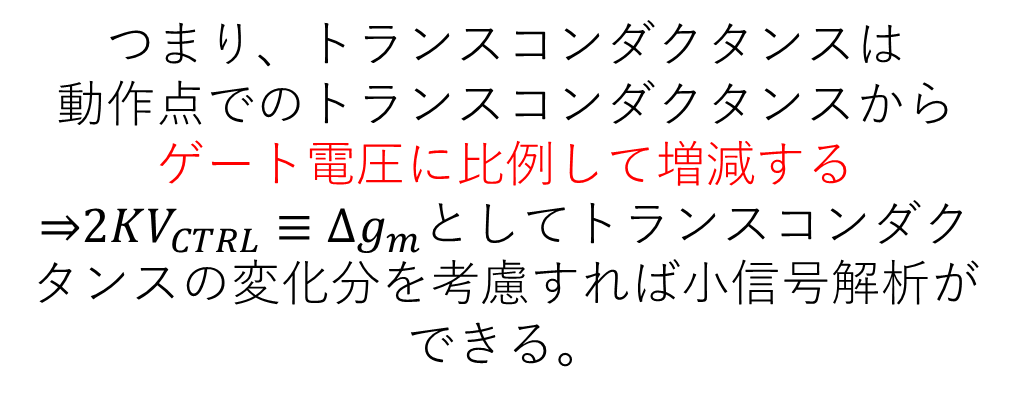 つまり、トランスコンダクタンスは
動作点でのトランスコンダクタンスから
ゲート電圧に比例して増減する
⇒2KV_{CTRL} ≡ Δg_mとしてトランスコンダク
タンスの変化分を考慮すれば小信号解析が
できる。